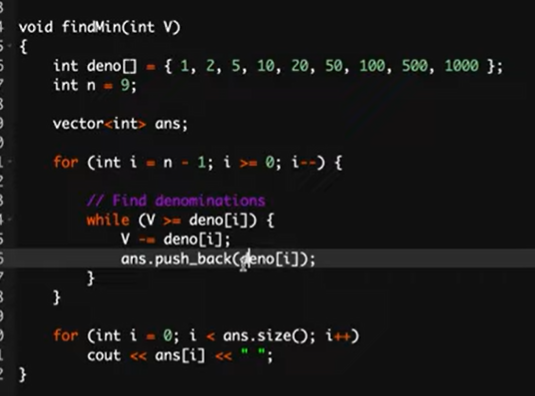 void findMin(int V)
{
int deno[] = { 1, 2, 5, 10, 20, 50, 100, 500, 1000 };
int n = 9;
vector<int> ans;
for (int i = n - 1; i >= 0; i--) {
// Find denominations
while (V >= deno[i]) {
V -= deno[i];
ans.push_back(deno[i]);
}
}
for (int i = 0; i < ans.size(); i++)
cout << ans[i] << " ";
}